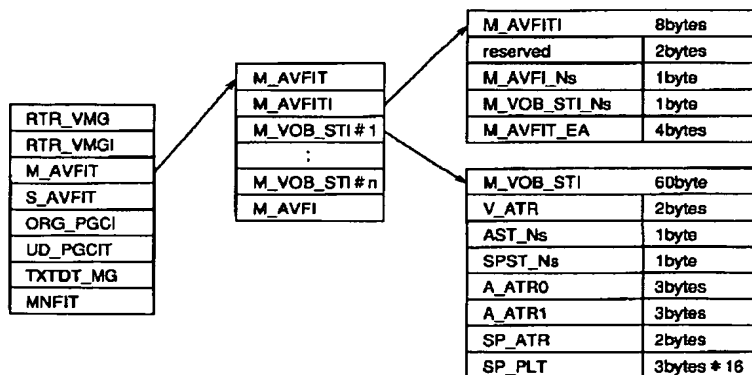 RTR_VMG
RTR_VMGI
M_AVFIT
S_AVFIT
ORG_PGCI
UD_PGCIT
TXTDT_MG
MNFIT
M_AVFIT
M_AVFITI
M_VOB_STI # 1
:
M_VOB_STI # n
M_AVFI
M_AVFITI 8bytes
reserved 2bytes
M_AVFI_Ns 1byte
M_VOB_STI_Ns 1byte
M_AVFIT_EA 4bytes
M_VOB_STI 60byte
V_ATR 2bytes
AST_Ns 1byte
SPST_Ns 1byte
A_ATR0 3bytes
A_ATR1 3bytes
SP_ATR 2bytes
SP_PLT 3bytes * 16